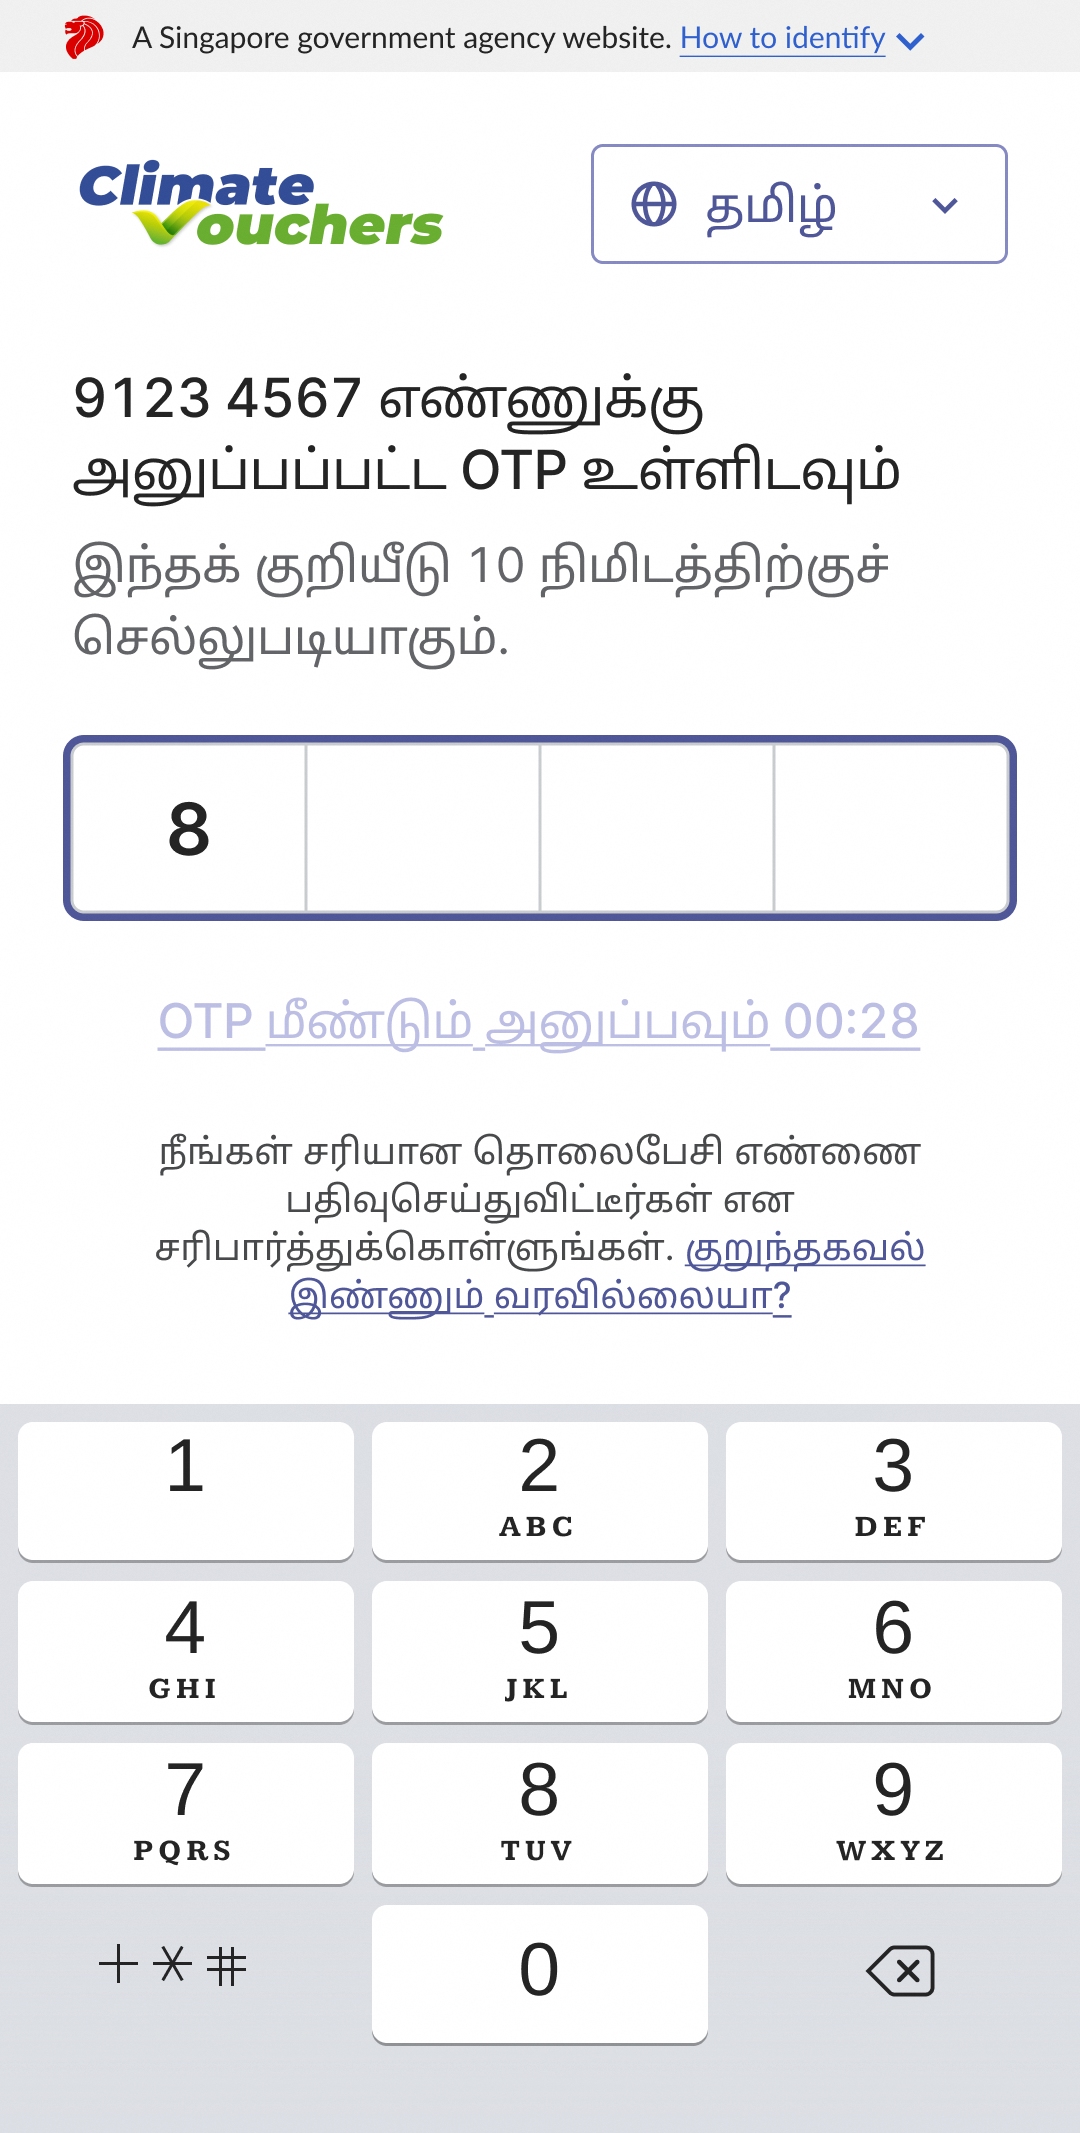 A Singapore government agency website. How to identify
Climate
Vouchers
தமிழ்
9123 4567 எண்ணுக்கு
அனுப்பப்பட்ட OTP உள்ளிடவும்
இந்தக் குறியீடு 10 நிமிடத்திற்குச்
செல்லுபடியாகும்.
8
OTP மீண்டும் அனுப்பவும் 00:28
நீங்கள் சரியான தொலைபேசி எண்ணை
பதிவுசெய்துவிட்டீர்கள் என
சரிபார்த்துக்கொள்ளுங்கள். குறுந்தகவல்
இண்ணும் வரவில்லையா?
1 2 3
ABC DEF
4 5 6
GHI JKL MNO
7 8 9
PQRS TUV WXYZ
+*# 0